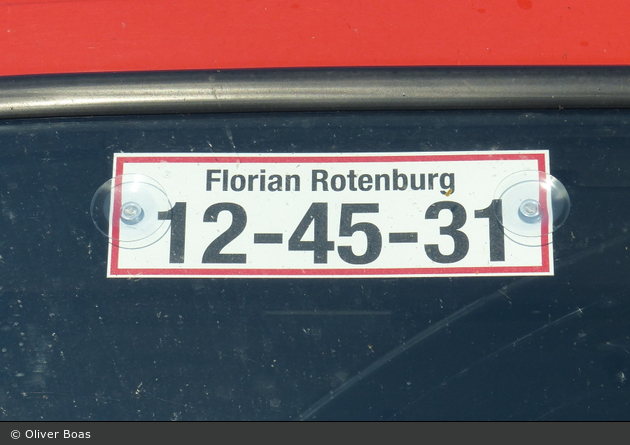 Florian Rotenburg
12-45-31
© Oliver Boas